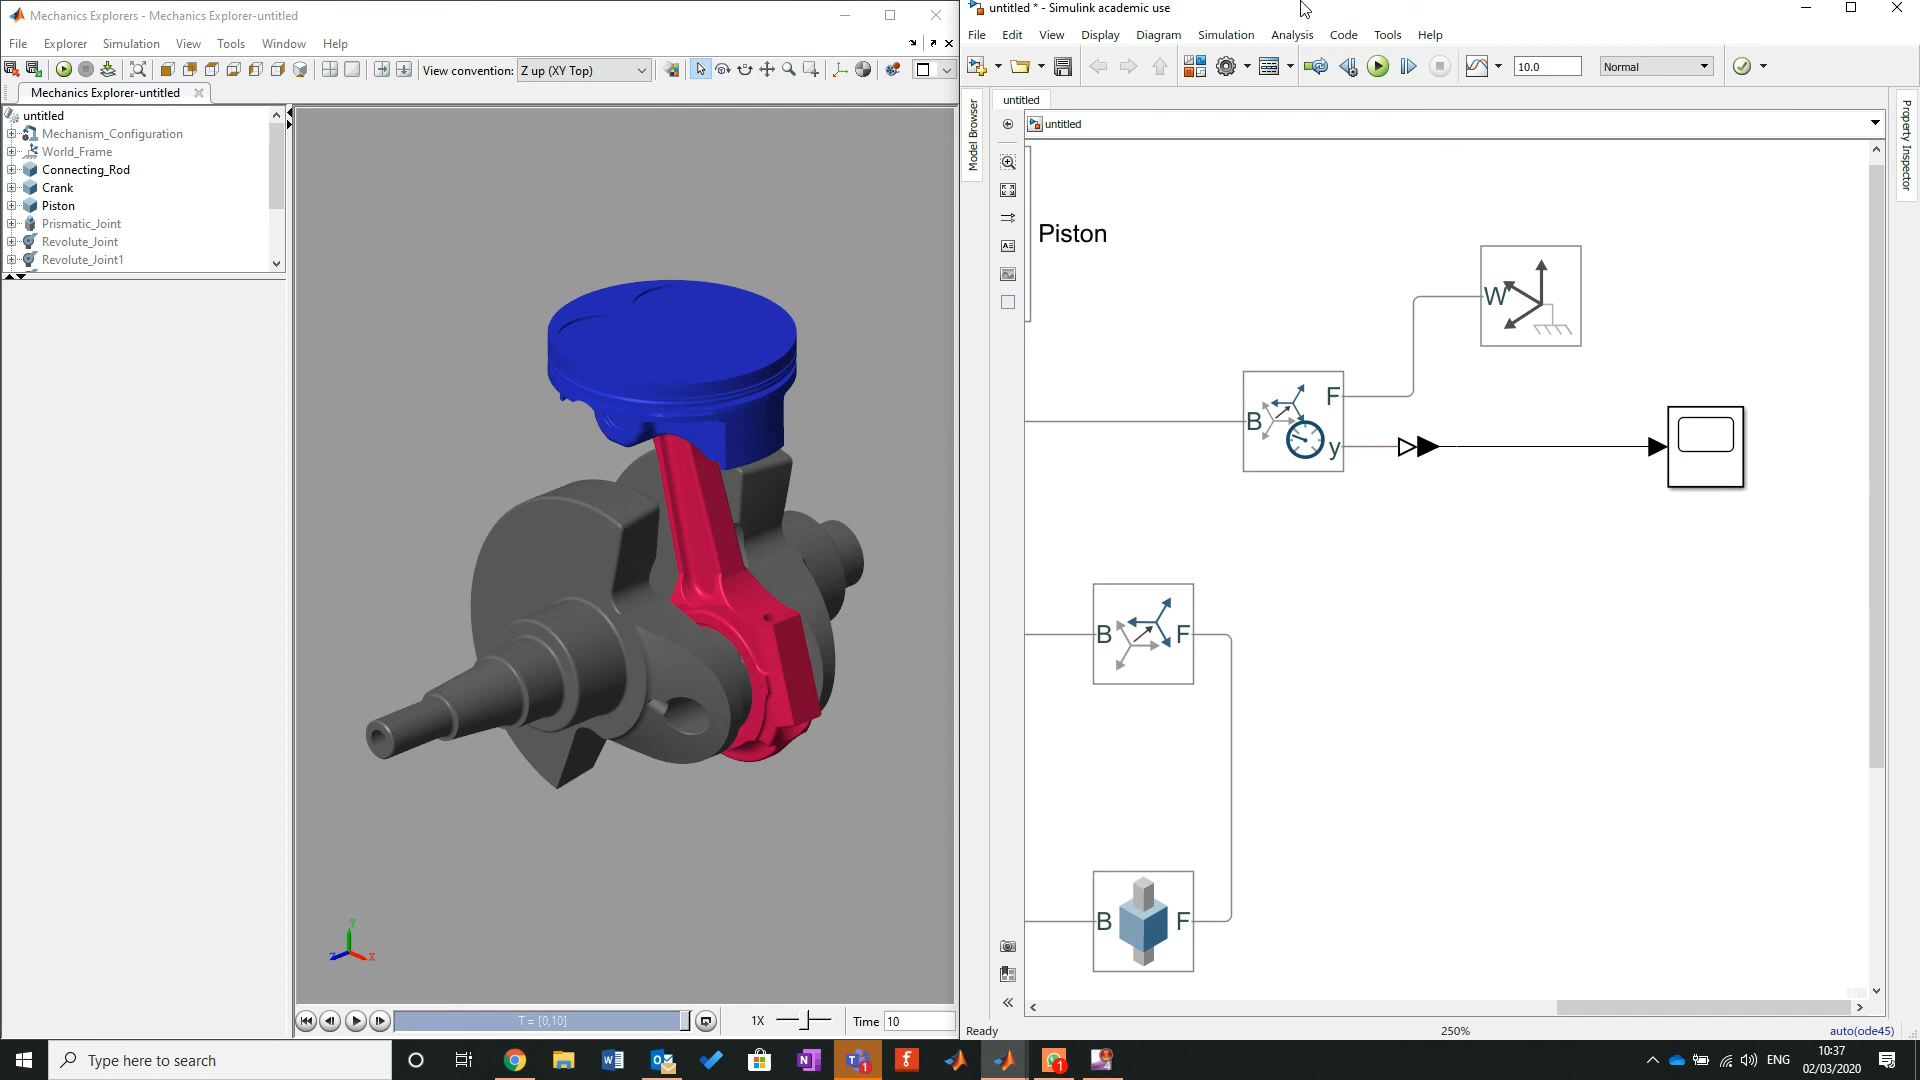 Mechanics Explorers - Mechanics Explorer-untitled
File Explorer Simulation View Tools Window Help
View convention: Z up (XY Top)
Mechanics Explorer-untitled
untitled
Mechanism_Configuration
World_Frame
Connecting_Rod
Crank
Piston
Prismatic_Joint
Revolute_Joint
Revolute_Joint1
Y
Z
X
T = [0,10]
1X
Time 10
untitled * - Simulink academic use
File Edit View Display Diagram Simulation Analysis Code Tools Help
10.0
Normal
untitled
Model Browser
untitled
Property Inspector
Piston
W
B F
y
B F
B F
Ready
250%
auto(ode45)
Type here to search
1
1
ENG
10:37
02/03/2020